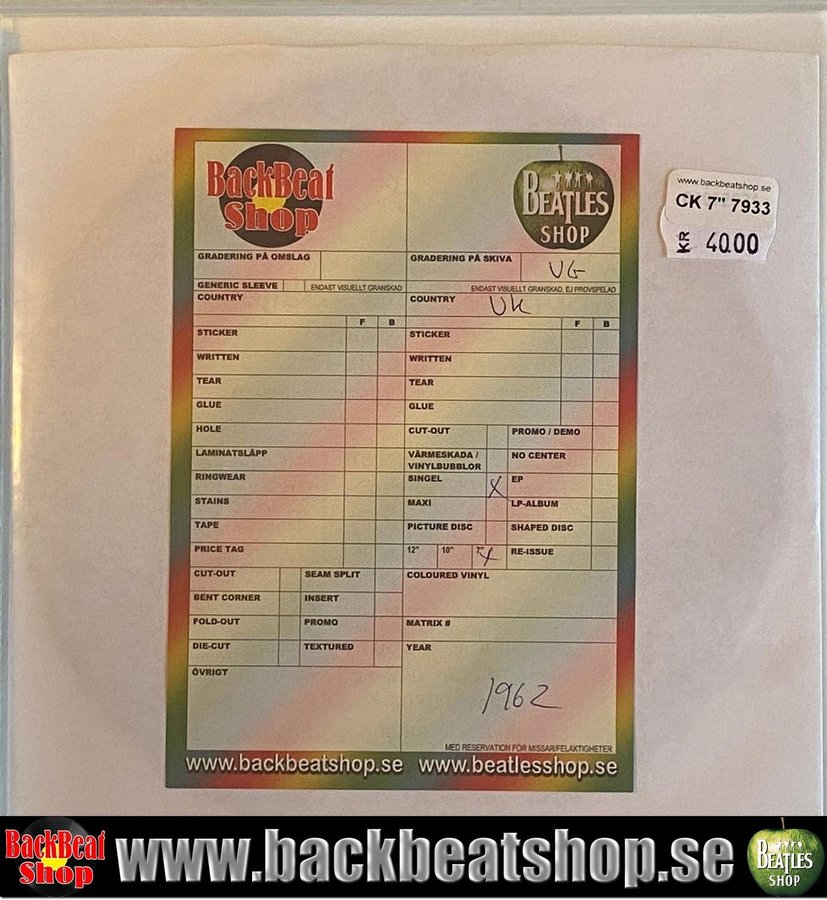 BackBeat
Shop
BEATLES
SHOP
www.backbeatshop.se
CK 7" 7933
KR 4000
GRADERING PÅ OMSLAG
GRADERING PÅ SKIVA
VG
GENERIC SLEEVE
ENDAST VISUELLT GRANSKAD
ENDAST VISUELLT GRANSKAD, EJ PROVSPELAD
COUNTRY
COUNTRY UK
F B
F B
STICKER
STICKER
WRITTEN
WRITTEN
TEAR
TEAR
GLUE
GLUE
HOLE
CUT-OUT
PROMO / DEMO
LAMINATSLÄPP
VÄRMESKADA /
VINYLBUBBLOR
NO CENTER
RINGWEAR
SINGEL X
EP
STAINS
MAXI
LP-ALBUM
TAPE
PICTURE DISC
SHAPED DISC
PRICE TAG
12" 10" 7" X
RE-ISSUE
CUT-OUT
SEAM SPLIT
COLOURED VINYL
BENT CORNER
INSERT
FOLD-OUT
PROMO
MATRIX #
DIE-CUT
TEXTURED
YEAR
ÖVRIGT
1962
MED RESERVATION FÖR MISSAR/FELAKTIGHETER
www.backbeatshop.se www.beatlesshop.se
BackBeat
Shop
www.backbeatshop.se
BEATLES
SHOP